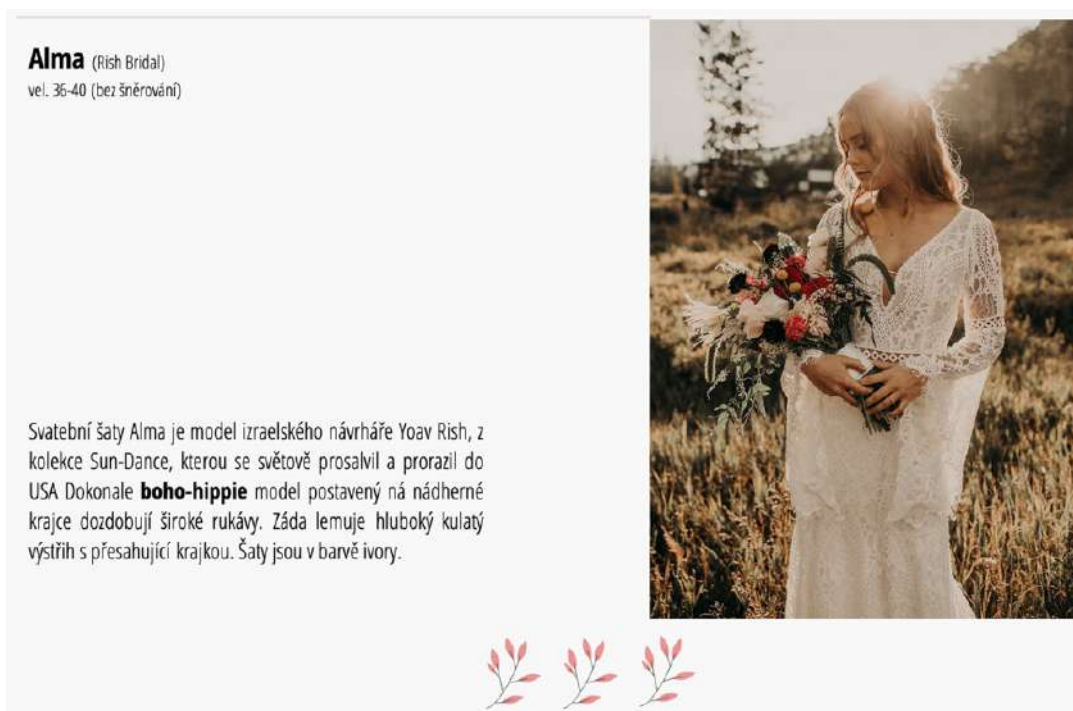 Alma (Rish Bridal)
vel. 36-40 (bez šněrování)
Svatební šaty Alma je model izraelského návrháře Yoav Rish, z
kolekce Sun-Dance, kterou se světově prosalvil a prorazil do
USA Dokonale boho-hippie model postavený ná nádherné
krajce dozdobují široké rukávy. Záda lemuje hluboký kulatý
výstřih s přesahující krajkou. Šaty jsou v barvě ivory.